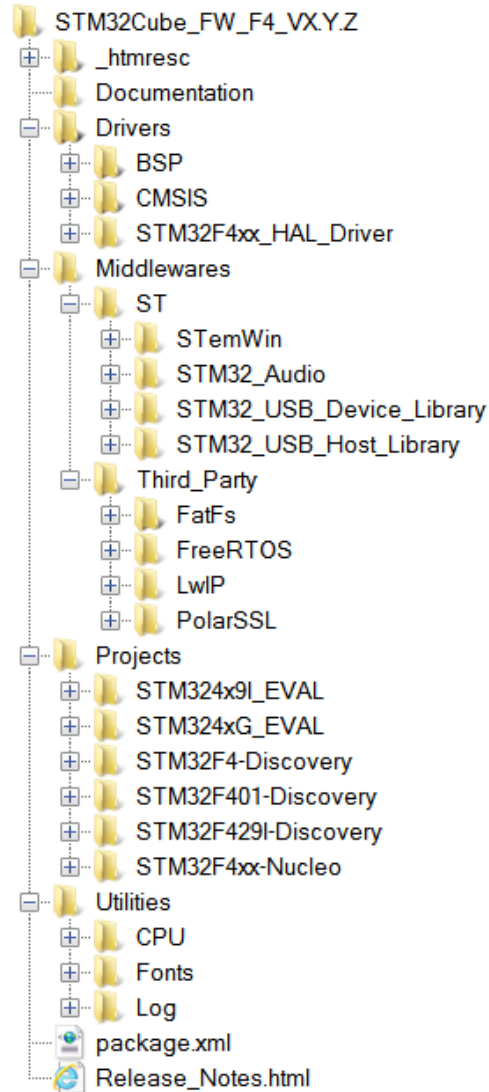 STM32Cube_FW_F4_VX.Y.Z
_htmresc
Documentation
Drivers
BSP
CMSIS
STM32F4xx_HAL_Driver
Middlewares
ST
STemWin
STM32_Audio
STM32_USB_Device_Library
STM32_USB_Host_Library
Third_Party
FatFs
FreeRTOS
LwIP
PolarSSL
Projects
STM324x9I_EVAL
STM324xG_EVAL
STM32F4-Discovery
STM32F401-Discovery
STM32F429I-Discovery
STM32F4xx-Nucleo
Utilities
CPU
Fonts
Log
package.xml
Release_Notes.html